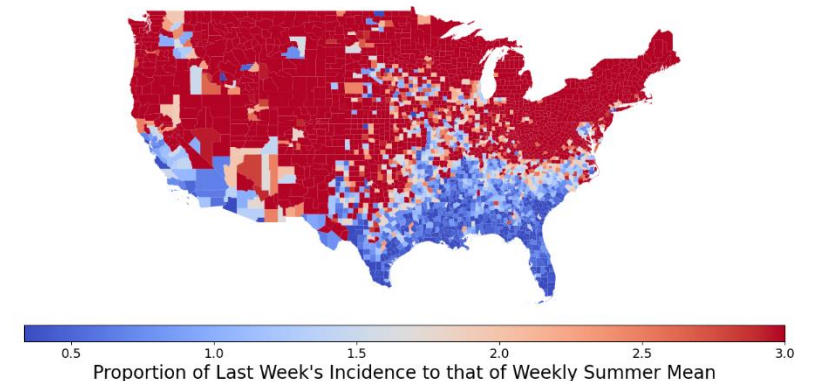 0.5 1.0 1.5 2.0 2.5 3.0
Proportion of Last Week's Incidence to that of Weekly Summer Mean